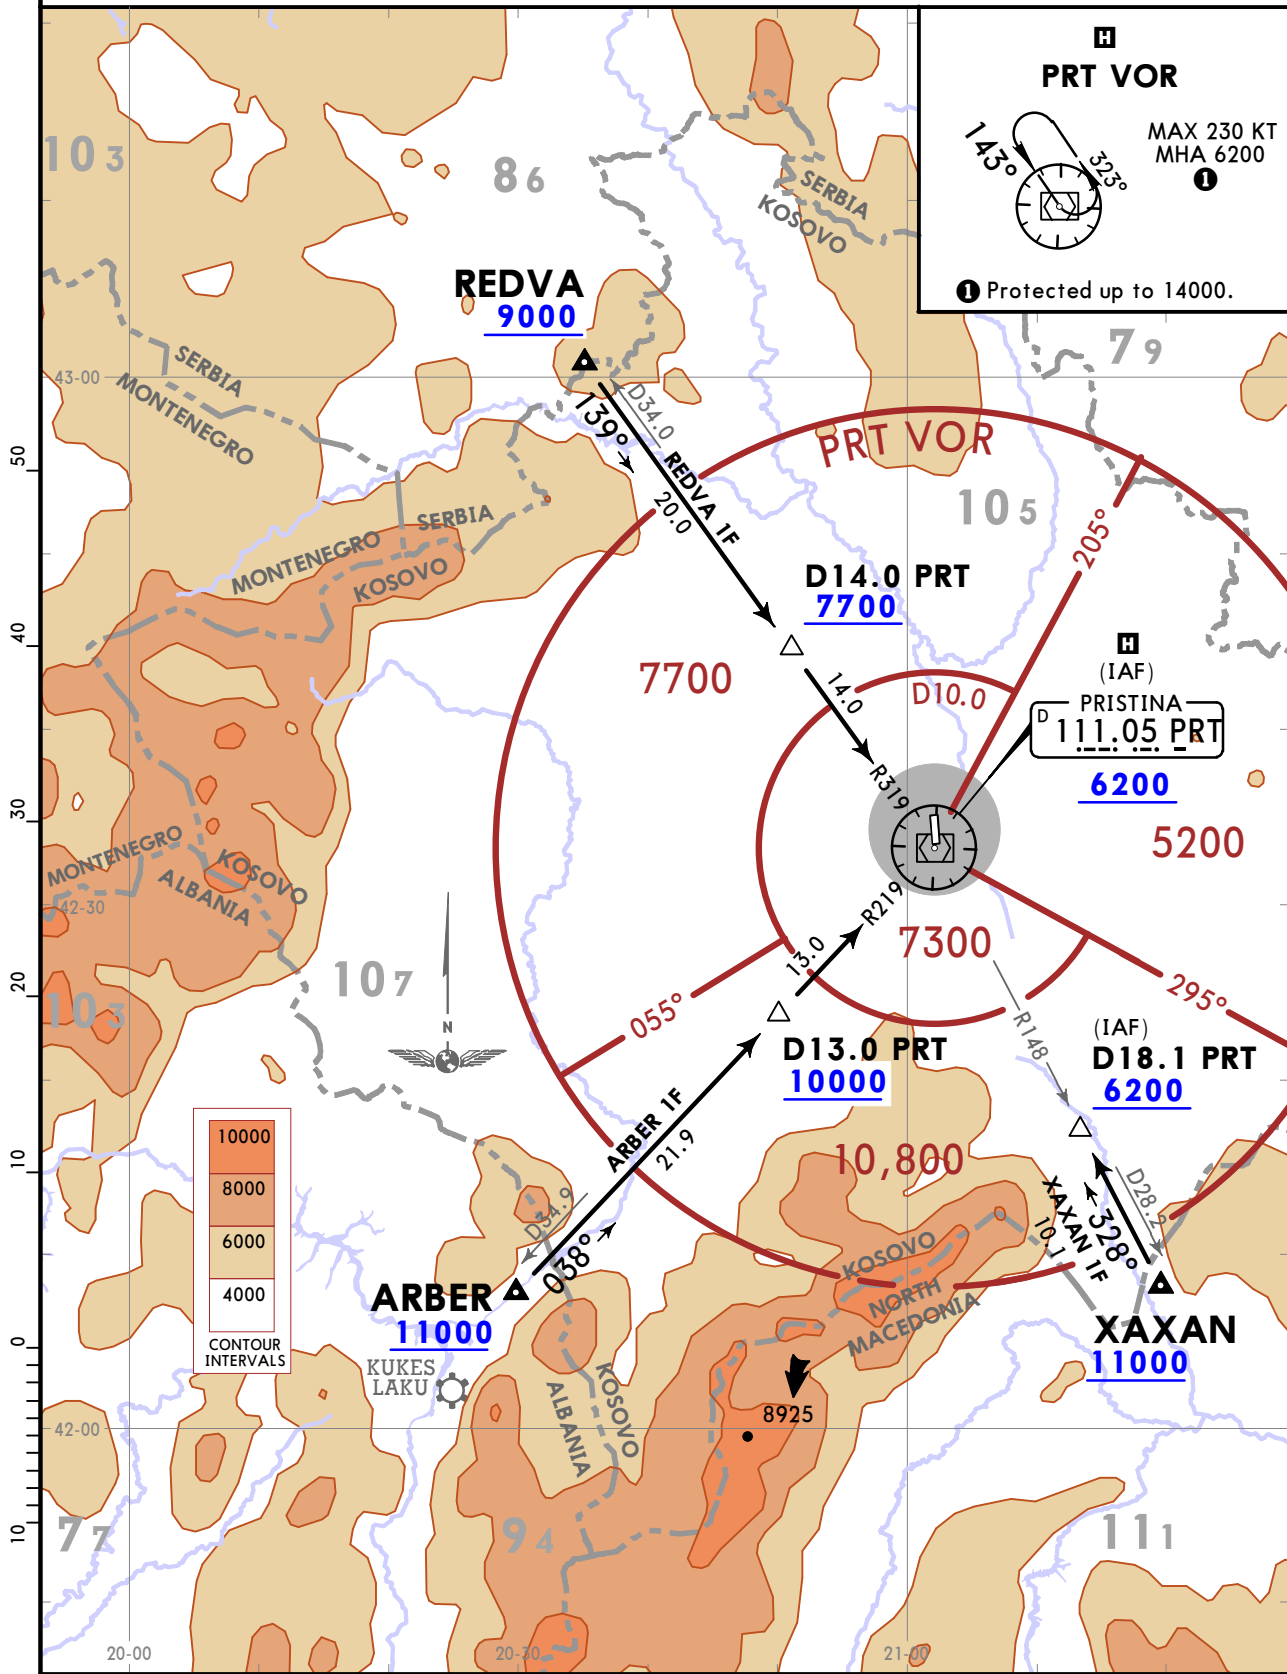 PRT VOR
H
143°
323°
MAX 230 KT
MHA 6200
1
1 Protected up to 14000.
103
86
SERBIA
KOSOVO
REDVA
9000
79
SERBIA
MONTENEGRO
43-00
D34.0
139°
REDVA 1F
20.0
PRT VOR
105
205°
50
SERBIA
MONTENEGRO
KOSOVO
D14.0 PRT
7700
40
7700
14.0
D10.0
H
(IAF)
PRISTINA
D 111.05 PRT
6200
R319
30
5200
MONTENEGRO
KOSOVO
ALBANIA
42-30
R219
7300
13.0
107
103
20
055°
295°
N
R148
D13.0 PRT
10000
(IAF)
D18.1 PRT
6200
ARBER 1F
21.9
10,800
10
10000
8000
6000
4000
CONTOUR
INTERVALS
D34.9
038°
D28.2
328°
XAXAN 1F
10.1
KOSOVO
NORTH
MACEDONIA
ARBER
11000
XAXAN
11000
0
KUKES
LAKU
KOSOVO
ALBANIA
8925
42-00
10
77
94
111
20-00
20-30
21-00